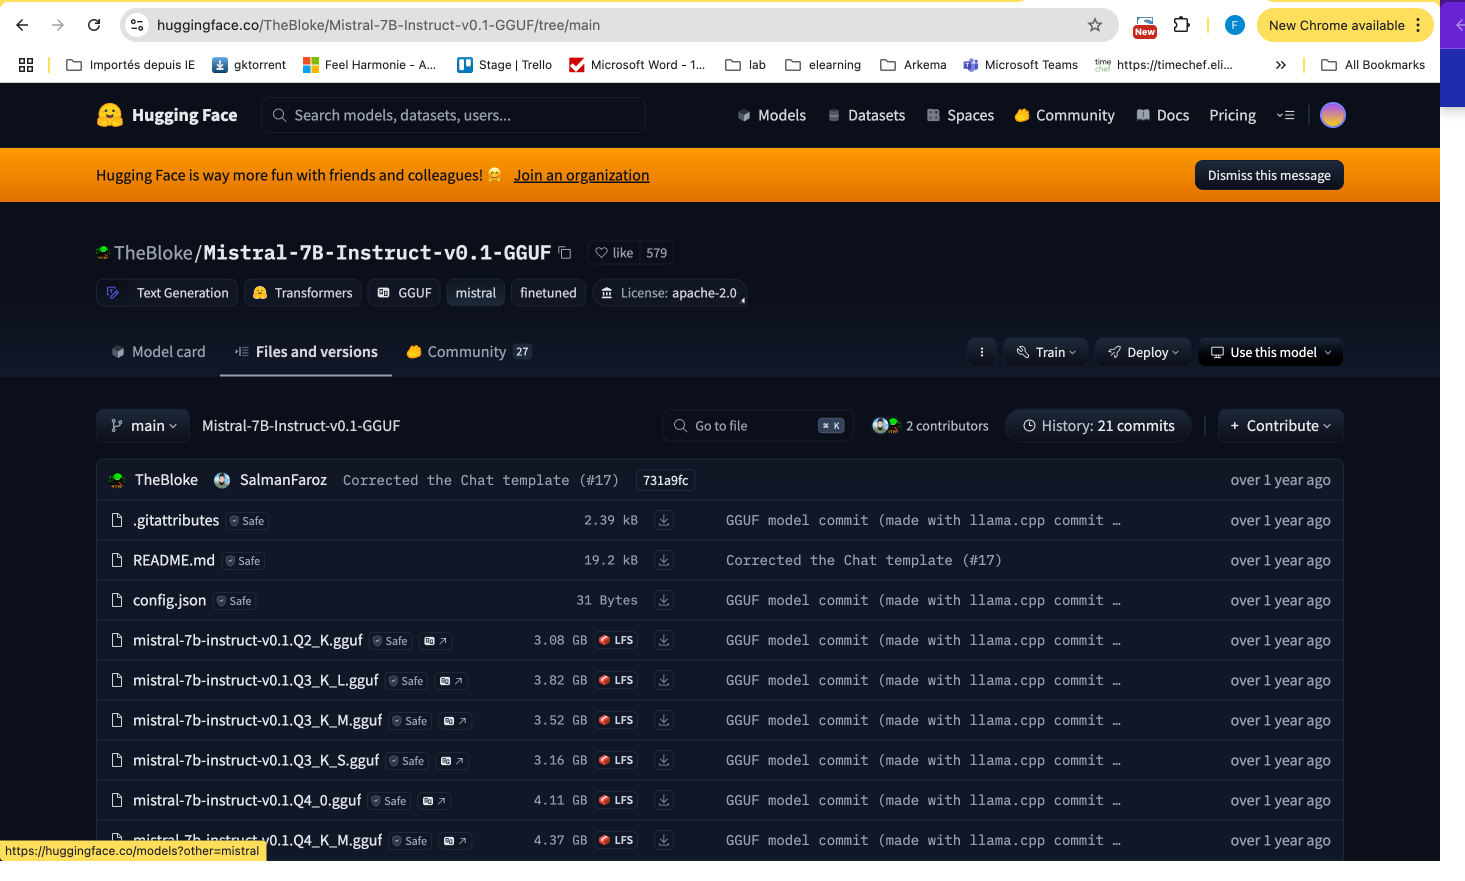 huggingface.co/TheBloke/Mistral-7B-Instruct-v0.1-GGUF/tree/main
New
F
New Chrome available
Importés depuis IE
gktorrent
Feel Harmonie - A...
Stage | Trello
Microsoft Word - 1...
lab
elearning
Arkema
Microsoft Teams
time chef
https://timechef.eli...
All Bookmarks
Hugging Face
Search models, datasets, users...
Models
Datasets
Spaces
Community
Docs
Pricing
Hugging Face is way more fun with friends and colleagues! 🤗 Join an organization
Dismiss this message
TheBloke/Mistral-7B-Instruct-v0.1-GGUF
like 579
Text Generation
Transformers
GGUF
mistral
finetuned
License: apache-2.0
Model card
Files and versions
Community 27
Train
Deploy
Use this model
main
Mistral-7B-Instruct-v0.1-GGUF
Go to file
⌘ K
2 contributors
History: 21 commits
+ Contribute
TheBloke SalmanFaroz Corrected the Chat template (#17) 731a9fc over 1 year ago
.gitattributes Safe 2.39 kB GGUF model commit (made with llama.cpp commit … over 1 year ago
README.md Safe 19.2 kB Corrected the Chat template (#17) over 1 year ago
config.json Safe 31 Bytes GGUF model commit (made with llama.cpp commit … over 1 year ago
mistral-7b-instruct-v0.1.Q2_K.gguf Safe 3.08 GB LFS GGUF model commit (made with llama.cpp commit … over 1 year ago
mistral-7b-instruct-v0.1.Q3_K_L.gguf Safe 3.82 GB LFS GGUF model commit (made with llama.cpp commit … over 1 year ago
mistral-7b-instruct-v0.1.Q3_K_M.gguf Safe 3.52 GB LFS GGUF model commit (made with llama.cpp commit … over 1 year ago
mistral-7b-instruct-v0.1.Q3_K_S.gguf Safe 3.16 GB LFS GGUF model commit (made with llama.cpp commit … over 1 year ago
mistral-7b-instruct-v0.1.Q4_0.gguf Safe 4.11 GB LFS GGUF model commit (made with llama.cpp commit … over 1 year ago
mistral-7b-instruct-v0.1.Q4_K_M.gguf Safe 4.37 GB LFS GGUF model commit (made with llama.cpp commit … over 1 year ago
https://huggingface.co/models?other=mistral